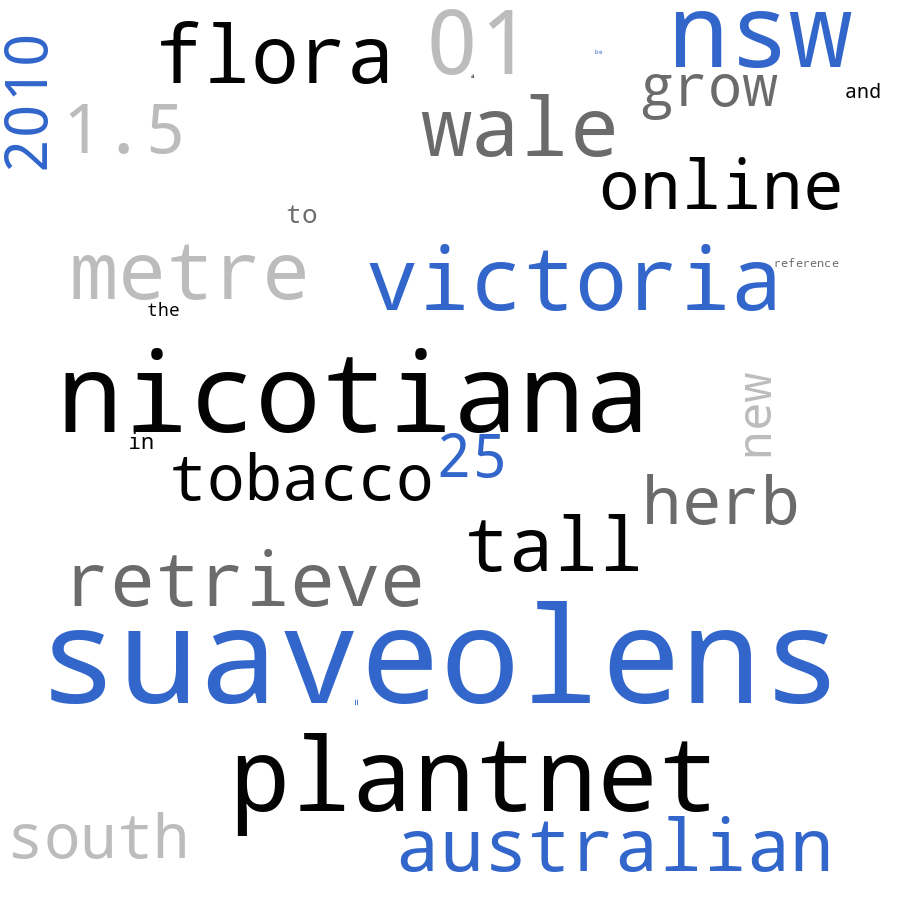 2010
flora
01
be
nsw
a
grow
and
1.5
wale
online
to
metre
victoria
reference
the
nicotiana
new
in
tobacco
25
herb
tall
retrieve
suaveolens
plantnet
south
australian